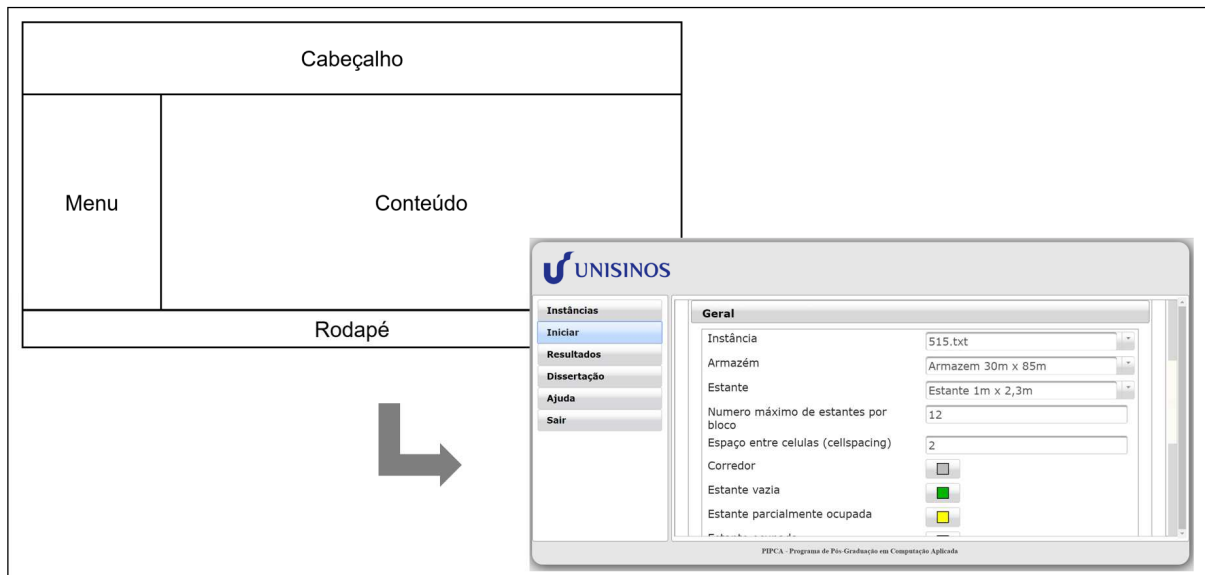 Cabeçalho
Menu
Conteúdo
Rodapé
UNISINOS
Instâncias
Iniciar
Resultados
Dissertação
Ajuda
Sair
Geral
Instância 515.txt
Armazém Armazem 30m x 85m
Estante Estante 1m x 2,3m
Numero máximo de estantes por 12
bloco
Espaço entre celulas (cellspacing) 2
Corredor
Estante vazia
Estante parcialmente ocupada
PIPCA - Programa de Pós-Graduação em Computação Aplicada